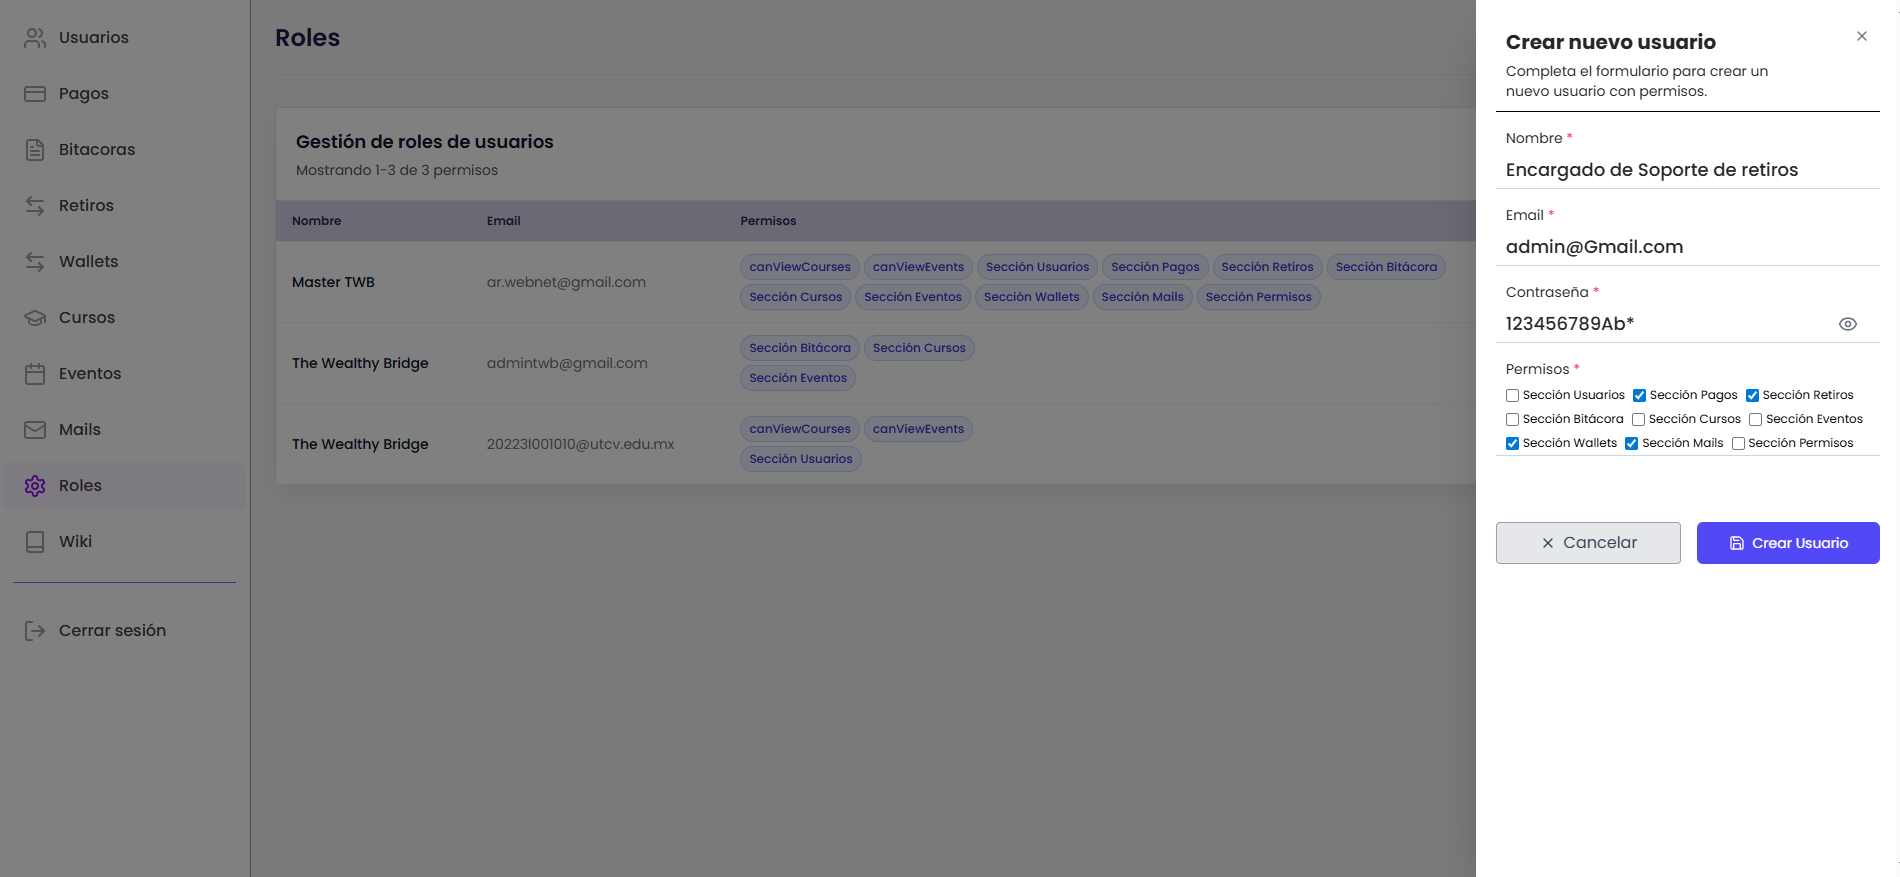 Usuarios
Pagos
Bitacoras
Retiros
Wallets
Cursos
Eventos
Mails
Roles
Wiki
Cerrar sesión
Roles
Gestión de roles de usuarios
Mostrando 1-3 de 3 permisos
Nombre Email Permisos
Master TWB ar.webnet@gmail.com canViewCourses canViewEvents Sección Usuarios Sección Pagos Sección Retiros Sección Bitácora
Sección Cursos Sección Eventos Sección Wallets Sección Mails Sección Permisos
The Wealthy Bridge admintwb@gmail.com Sección Bitácora Sección Cursos
Sección Eventos
The Wealthy Bridge 20223l001010@utcv.edu.mx canViewCourses canViewEvents
Sección Usuarios
Crear nuevo usuario
Completa el formulario para crear un
nuevo usuario con permisos.
Nombre *
Encargado de Soporte de retiros
Email *
admin@Gmail.com
Contraseña *
123456789Ab*
Permisos *
Sección Usuarios Sección Pagos Sección Retiros
Sección Bitácora Sección Cursos Sección Eventos
Sección Wallets Sección Mails Sección Permisos
Cancelar Crear Usuario